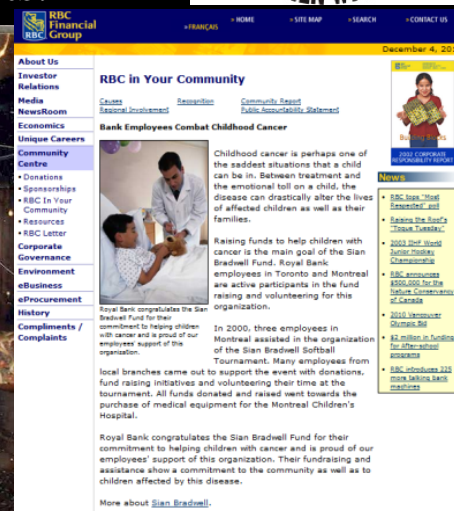 RBC
Financial
Group
RBC
»FRANÇAIS
» HOME
» SITE MAP
» SEARCH
» CONTACT US
December 4, 20
About Us
Investor
Relations
Media
NewsRoom
Economics
Unique Careers
Community
Centre
• Donations
• Sponsorships
• RBC In Your
Community
• Resources
• RBC Letter
Corporate
Governance
Environment
eBusiness
eProcurement
History
Compliments /
Complaints
RBC in Your Community
Causes Recognition Community Report
Regional Involvement Public Accountability Statement
Bank Employees Combat Childhood Cancer
Childhood cancer is perhaps one of
the saddest situations that a child
can be in. Between treatment and
the emotional toll on a child, the
disease can drastically alter the lives
of affected children as well as their
families.
Raising funds to help children with
cancer is the main goal of the Sian
Bradwell Fund. Royal Bank
employees in Toronto and Montreal
are active participants in the fund
raising and volunteering for this
organization.
Royal Bank congratulates the Sian
Bradwell Fund for their
commitment to helping children
with cancer and is proud of our
employees' support of this
organization.
In 2000, three employees in
Montreal assisted in the organization
of the Sian Bradwell Softball
Tournament. Many employees from
local branches came out to support the event with donations,
fund raising initiatives and volunteering their time at the
tournament. All funds donated and raised went towards the
purchase of medical equipment for the Montreal Children's
Hospital.
Royal Bank congratulates the Sian Bradwell Fund for their
commitment to helping children with cancer and is proud of our
employees' support of this organization. Their fundraising and
assistance show a commitment to the community as well as to
children affected by this disease.
More about Sian Bradwell.
2002 CORPORATE
RESPONSIBILITY REPORT
News
• RBC tops "Most
Respected" poll
• Raising the Roof's
"Toque Tuesday"
• 2003 IIHF World
Junior Hockey
Championship
• RBC announces
$500,000 for the
Nature Conservancy
of Canada
• 2010 Vancouver
Olympic Bid
• $2 million in funding
for After-school
programs
• RBC introduces 225
more talking bank
machines